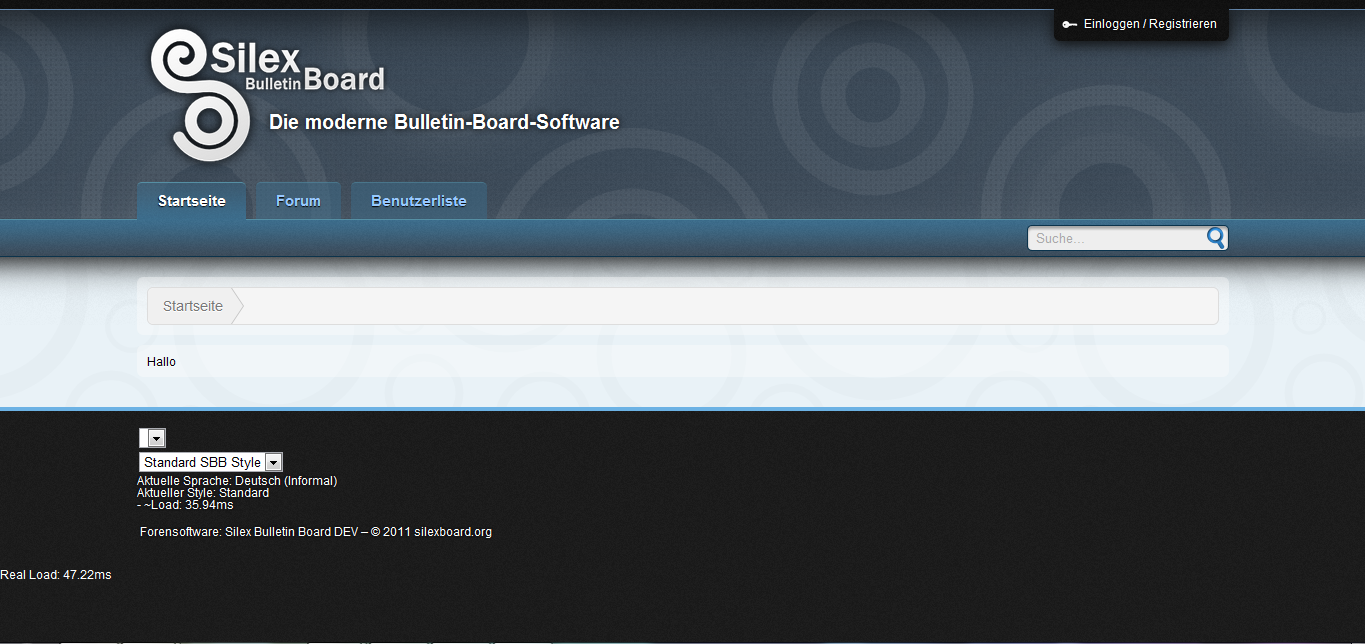 Einloggen / Registrieren
Silex
Bulletin Board
Die moderne Bulletin-Board-Software
Startseite Forum Benutzerliste
Suche...
Startseite
Hallo
Standard SBB Style
Aktuelle Sprache: Deutsch (Informal)
Aktueller Style: Standard
- ~Load: 35.94ms
Forensoftware: Silex Bulletin Board DEV – © 2011 silexboard.org
Real Load: 47.22ms